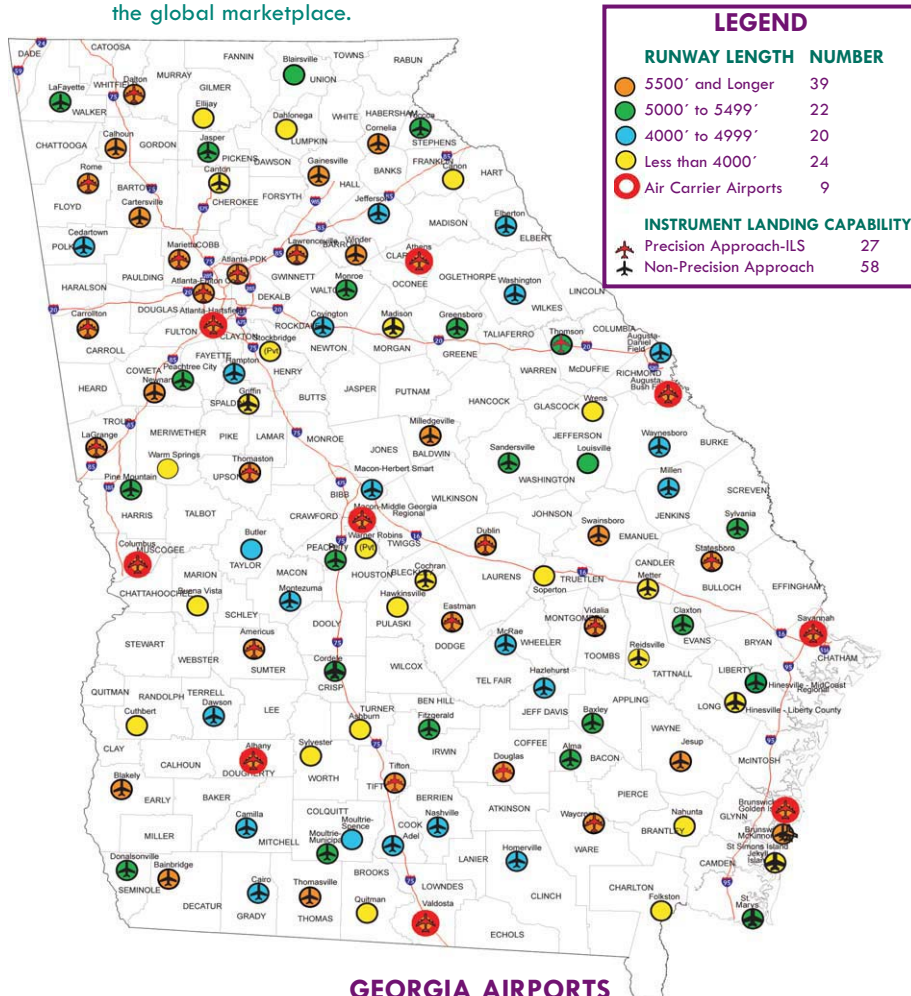 the global marketplace.
LEGEND
RUNWAY LENGTH NUMBER
5500´ and Longer 39
5000´ to 5499´ 22
4000´ to 4999´ 20
Less than 4000´ 24
Air Carrier Airports 9
INSTRUMENT LANDING CAPABILITY
Precision Approach-ILS 27
Non-Precision Approach 58
DADE
CATOOSA
FANNIN
Blairsville
TOWNS
RABUN
UNION
LaFayette
WHITFIELD
Dalton
MURRAY
GILMER
Ellijay
Dahlonega
WHITE
HABERSHAM
Toccoa
WALKER
LUMPKIN
Cornelia
STEPHENS
CHATTOOGA
Calhoun
GORDON
Jasper
PICKENS
DAWSON
Gainesville
BANKS
FRANKLIN
HART
Canon
Rome
Canton
HALL
FLOYD
BARTOW
CHEROKEE
FORSYTH
Jefferson
MADISON
Cartersville
Elberton
ELBERT
Cedartown
POLK
Marietta
COBB
Lawrenceville
BARROW
Winder
Athens
CLARKE
Atlanta-PDK
GWINNETT
OCONEE
OGLETHORPE
PAULDING
Monroe
WALTON
Washington
WILKES
LINCOLN
HARALSON
DEKALB
DOUGLAS
Atlanta-Hartsfield
Carrollton
FULTON
CLAYTON
ROCKDALE
Covington
Madison
Greensboro
TALIAFERRO
Thomson
COLUMBIA
Augusta-
Daniel
Field
CARROLL
FAYETTE
Stockbridge
(Pvt)
NEWTON
MORGAN
GREENE
WARREN
McDUFFIE
RICHMOND
Augusta
HEARD
COWETA
Newnan
Peachtree City
Hampton
HENRY
JASPER
PUTNAM
HANCOCK
GLASCOCK
Wrens
SPALDING
Griffin
BUTTS
JEFFERSON
TROUP
MERIWETHER
PIKE
LAMAR
MONROE
JONES
Milledgeville
BALDWIN
Sandersville
Louisville
Waynesboro
BURKE
LaGrange
Warm Springs
Thomaston
UPSON
WASHINGTON
Pine Mountain
Macon-Herbert Smart
BIBB
Millen
SCREVEN
HARRIS
TALBOT
CRAWFORD
Macon-Middle Georgia
Regional
WILKINSON
JOHNSON
JENKINS
Sylvania
Columbus
MUSCOGEE
Butler
Warner Robins
(Pvt)
TWIGGS
Dublin
Swainsboro
EMANUEL
Statesboro
TAYLOR
PEACH
Perry
CHATTAHOOCHEE
MARION
MACON
HOUSTON
BLECKLEY
Cochran
LAURENS
TRUETLEN
Soperton
CANDLER
Metter
BULLOCH
EFFINGHAM
Buena Vista
Montezuma
Hawkinsville
SCHLEY
DOOLY
PULASKI
Eastman
MONTGOMERY
Vidalia
Claxton
Savannah
STEWART
Americus
DODGE
McRae
WHEELER
TOOMBS
Reidsville
EVANS
BRYAN
CHATHAM
WEBSTER
SUMTER
Cordele
CRISP
WILCOX
TEL FAIR
Hazlehurst
TATTNALL
LIBERTY
Hinesville - MidCoast
Regional
QUITMAN
RANDOLPH
TERRELL
Cuthbert
Dawson
LEE
TURNER
Ashburn
BEN HILL
Fitzgerald
JEFF DAVIS
APPLING
Baxley
LONG
Hinesville - Liberty County
CLAY
CALHOUN
Albany
DOUGHERTY
Sylvester
WORTH
IRWIN
COFFEE
Alma
BACON
WAYNE
Jesup
McINTOSH
Blakely
EARLY
BAKER
Tifton
TIFT
Douglas
PIERCE
Camilla
COLQUITT
BERRIEN
ATKINSON
Waycross
WARE
Nahunta
BRANTLEY
GLYNN
Brunswick
MILLER
MITCHELL
Moultrie-
Spence
COOK
Adel
Nashville
Moultrie-
Municipal
LANIER
Homerville
St Simons Island
Jekyll
Island
CAMDEN
Donalsonville
SEMINOLE
Bainbridge
DECATUR
Cairo
GRADY
Thomasville
THOMAS
BROOKS
Quitman
LOWNDES
Valdosta
CLINCH
ECHOLS
CHARLTON
Folkston
St.
Marys
GEORGIA AIRPORTS